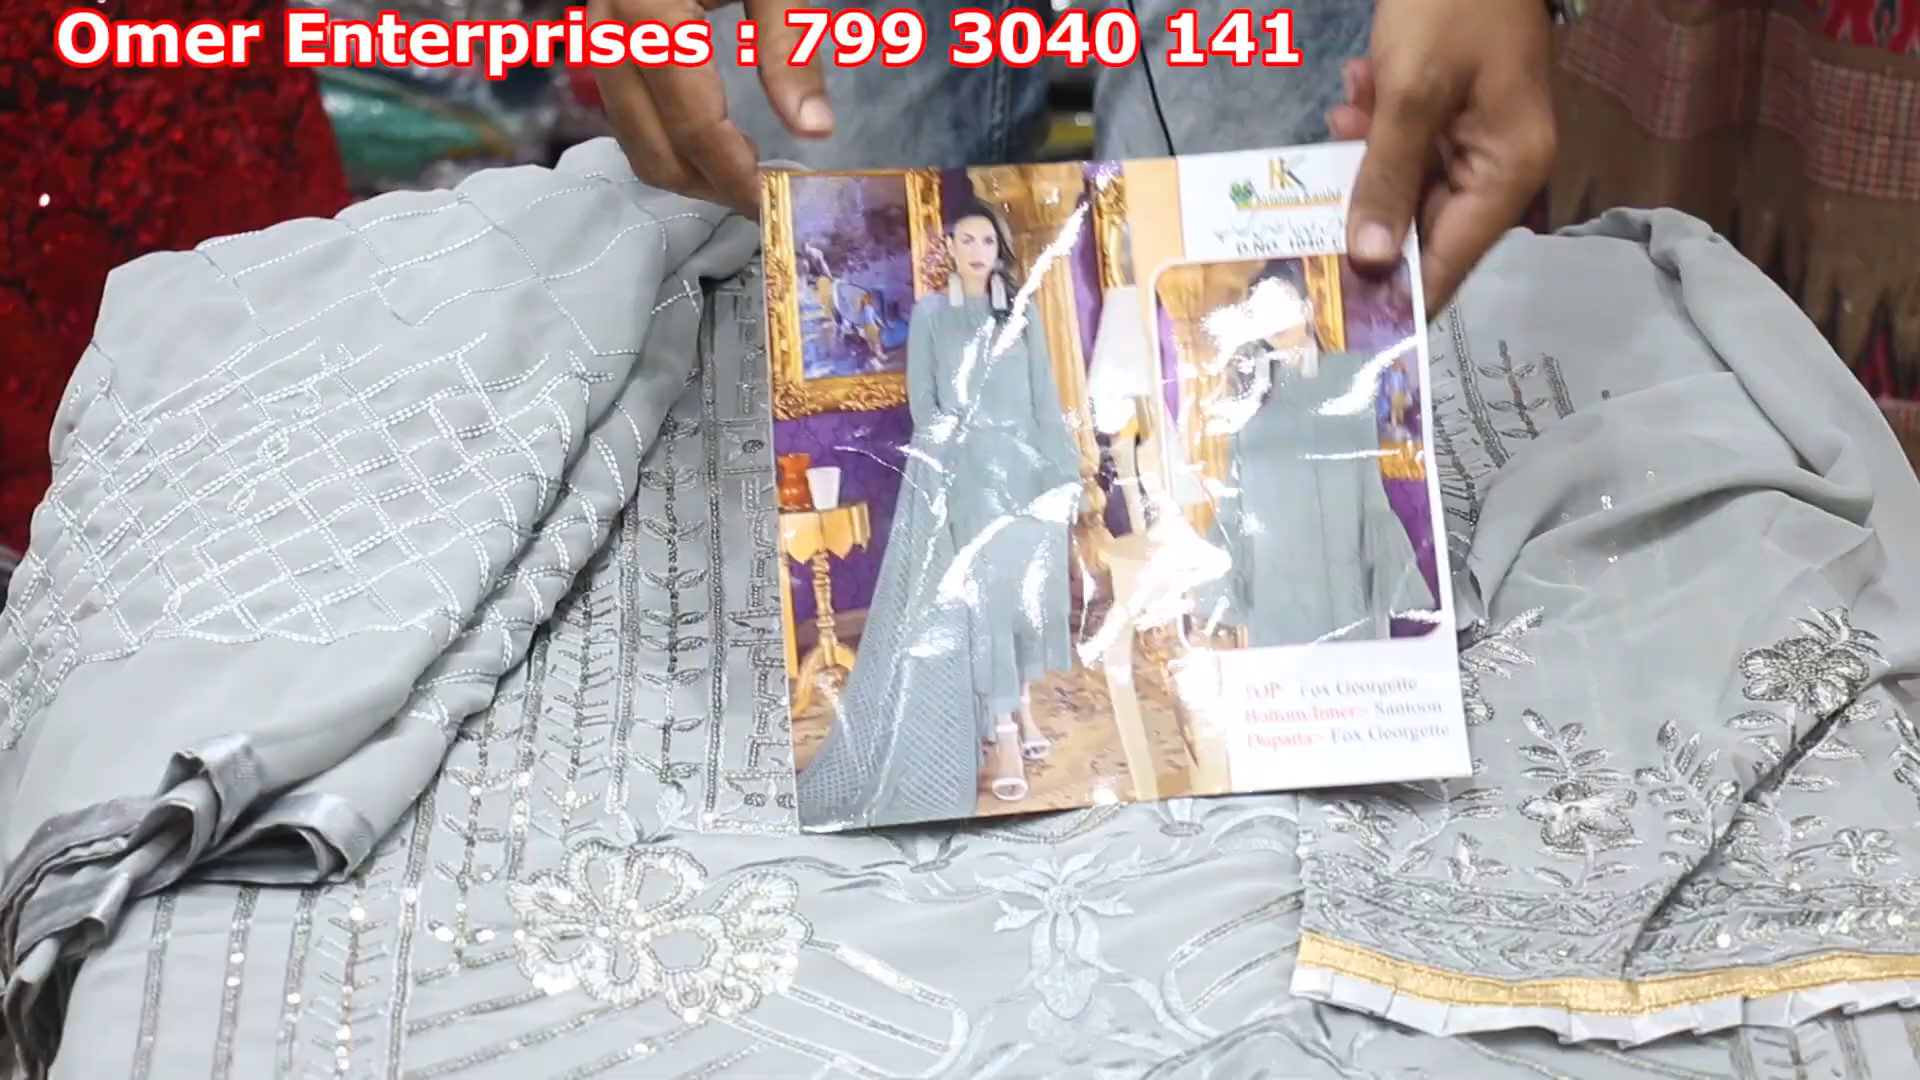 Omer Enterprises : 799 3040 141
TOP - Fox Georgette
Bottom-Inner:- Santoon
Dupatta:- Fox Georgette